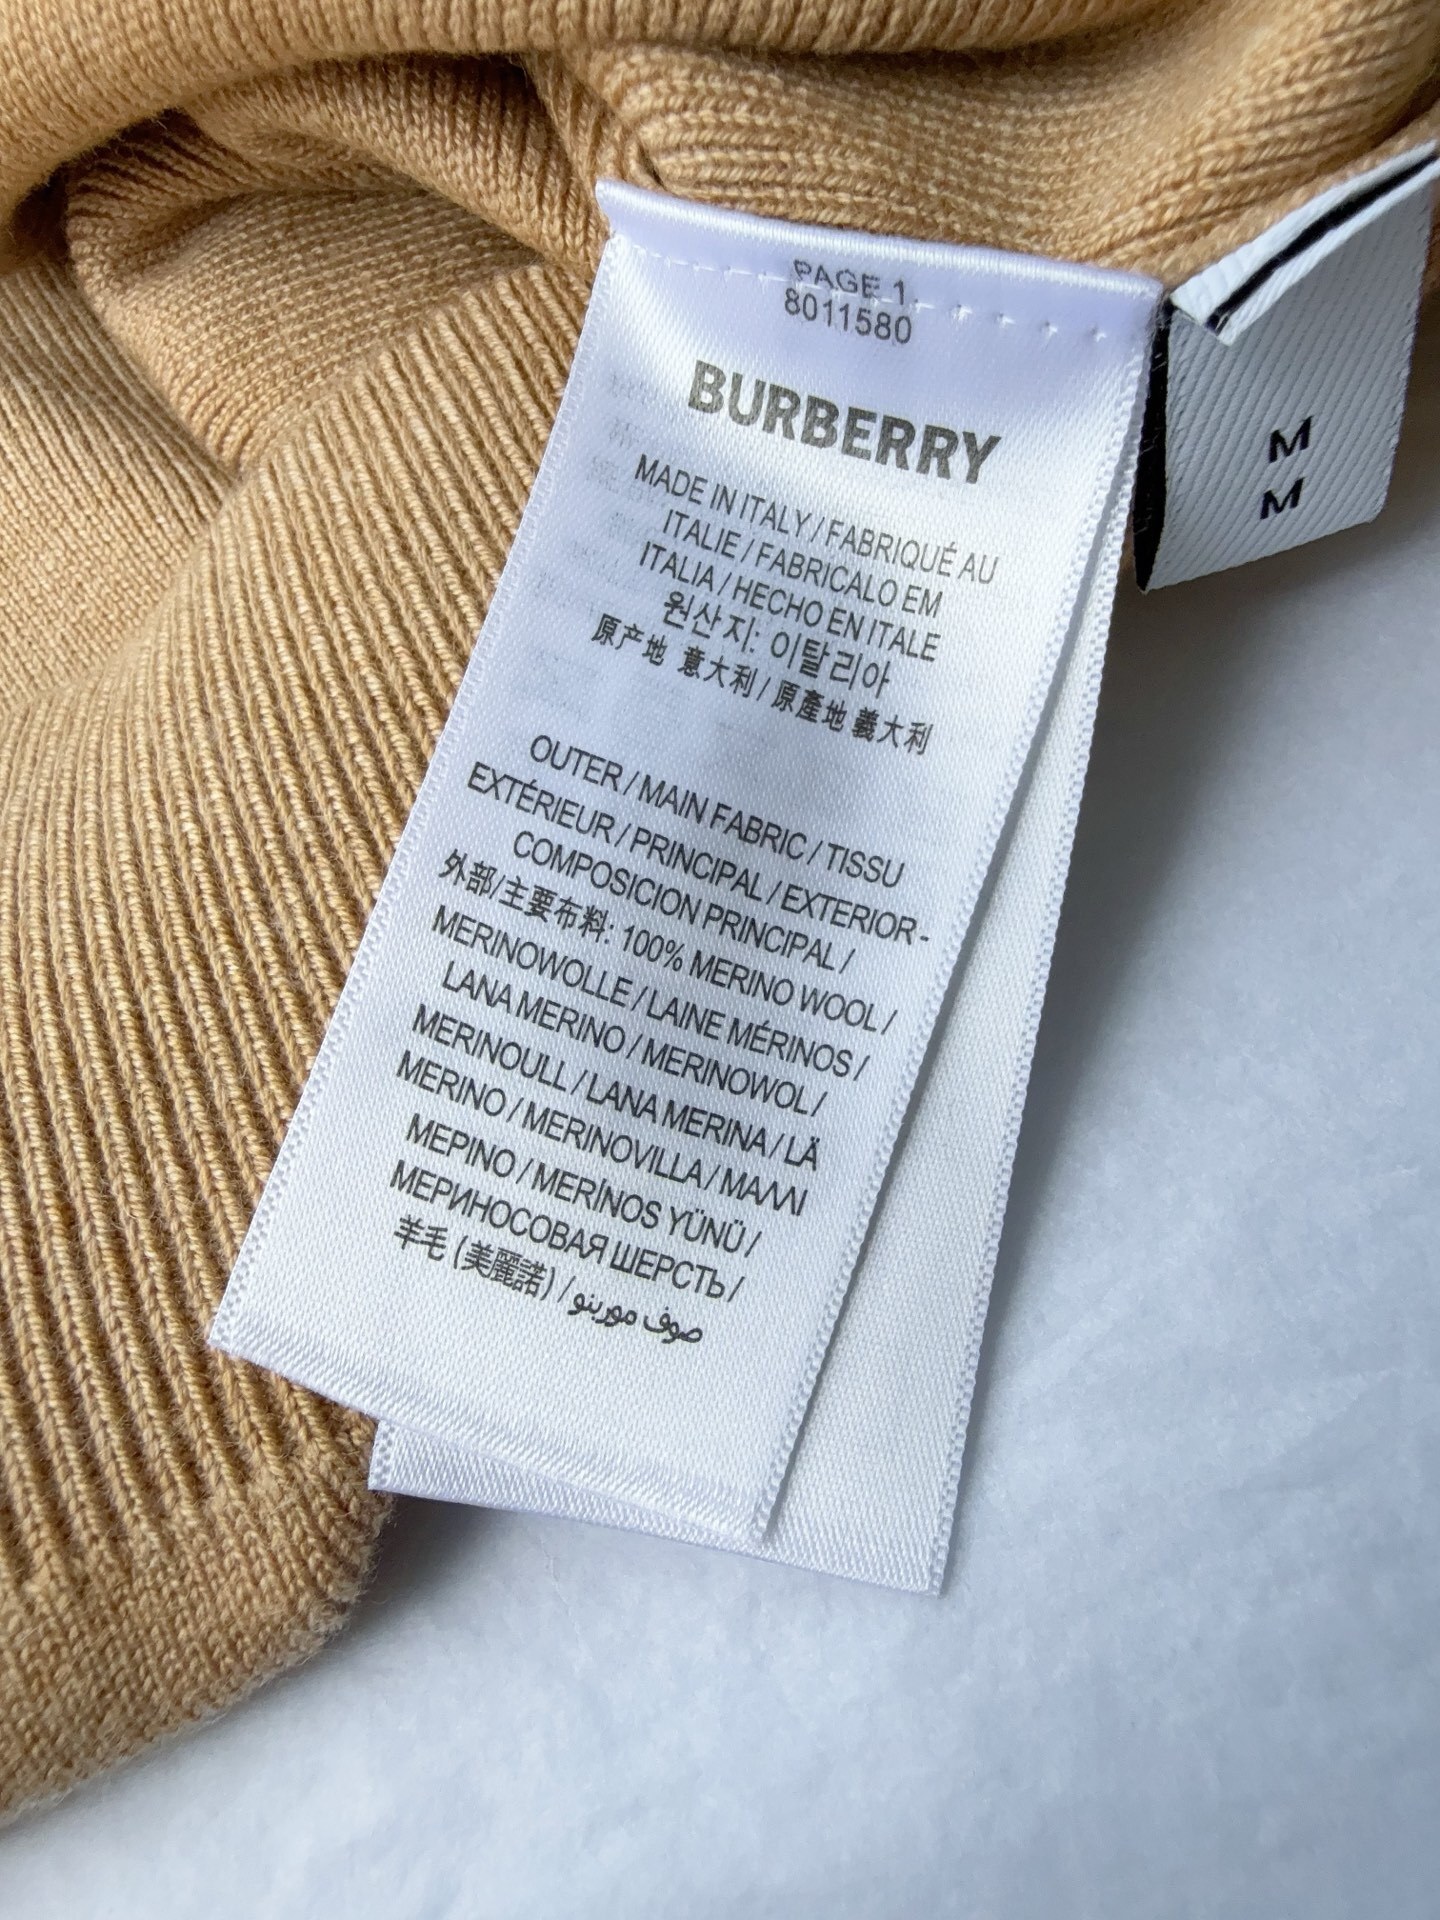 PAGE 1
8011580
BURBERRY
MADE IN ITALY / FABRIQUÉ AU
ITALIE / FABRICALO EM
ITALIA / HECHO EN ITALE
원산지: 이탈리아
原产地 意大利 / 原產地 義大利
OUTER / MAIN FABRIC / TISSU
EXTÉRIEUR / PRINCIPAL / EXTERIOR -
COMPOSICION PRINCIPAL /
外部/主要布料: 100% MERINO WOOL /
MERINOWOLLE / LAINE MÉRINOS /
LANA MERINO / MERINOWOL /
MERINOULL / LANA MERINA / LÄ
MERINO / MERINOVILLA / ΜΑΛΛΙ
ΜΕΡΙΝΟ / MERİNOS YÜNÜ /
МЕРИНОСОВАЯ ШЕРСТЬ /
羊毛 (美麗諾) / صوف مورينو
M
M